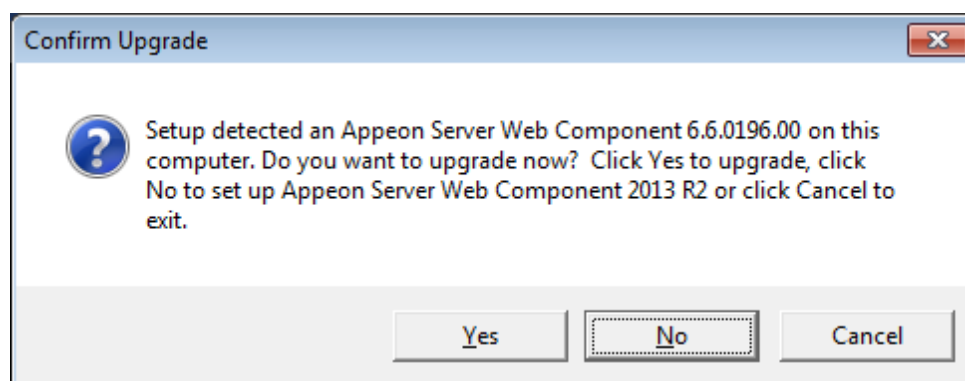 Confirm Upgrade
Setup detected an Appeon Server Web Component 6.6.0196.00 on this
computer. Do you want to upgrade now?  Click Yes to upgrade, click
No to set up Appeon Server Web Component 2013 R2 or click Cancel to
exit.
Yes No Cancel